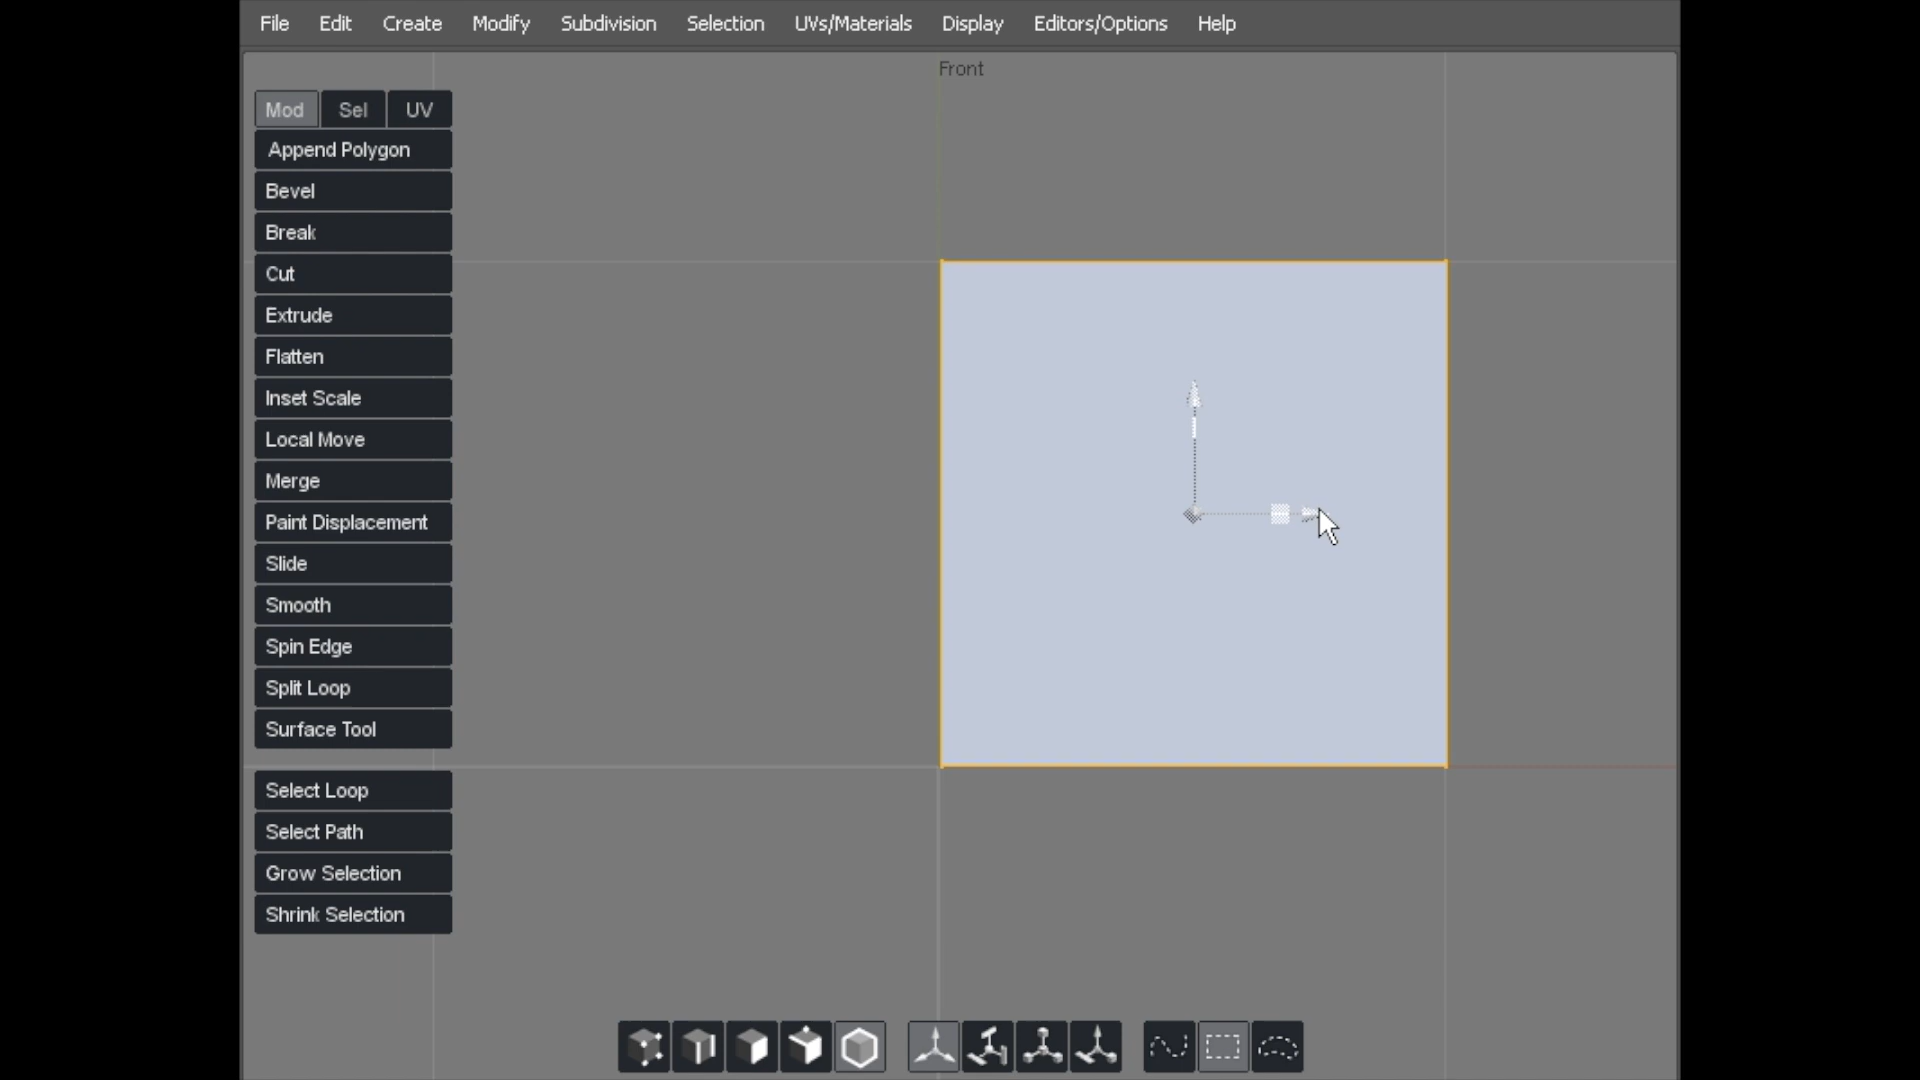 File Edit Create Modify Subdivision Selection UVs/Materials Display Editors/Options Help
Front
Mod Sel UV
Append Polygon
Bevel
Break
Cut
Extrude
Flatten
Inset Scale
Local Move
Merge
Paint Displacement
Slide
Smooth
Spin Edge
Split Loop
Surface Tool
Select Loop
Select Path
Grow Selection
Shrink Selection